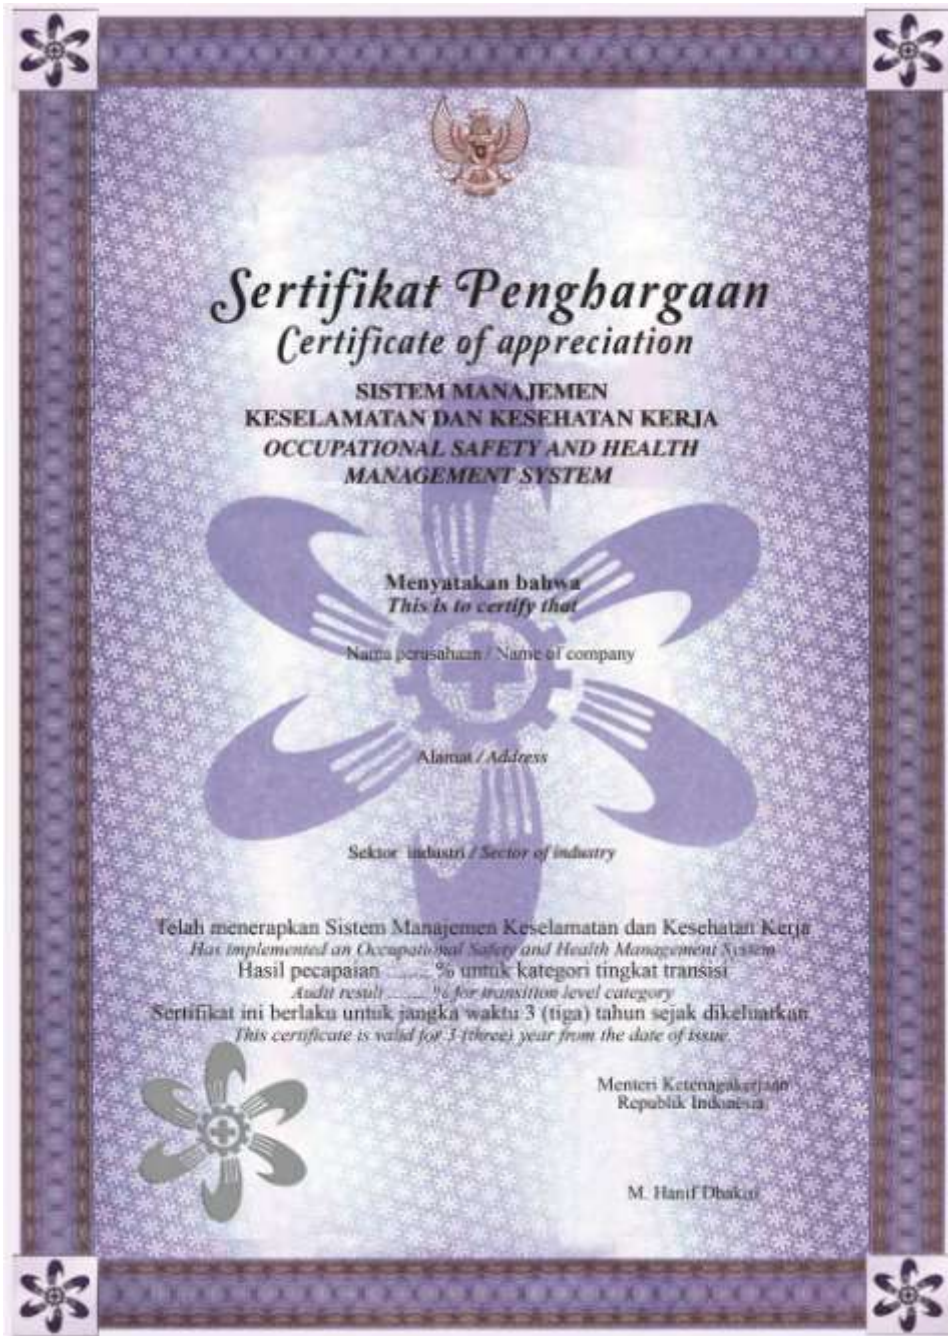 Sertifikat Penghargaan
Certificate of appreciation
SISTEM MANAJEMEN
KESELAMATAN DAN KESEHATAN KERJA
OCCUPATIONAL SAFETY AND HEALTH
MANAGEMENT SYSTEM
Menyatakan bahwa
This is to certify that
Nama perusahaan / Name of company
Alamat / Address
Sektor industri / Sector of industry
Telah menerapkan Sistem Manajemen Keselamatan dan Kesehatan Kerja
Has implemented an Occupational Safety and Health Management System
Hasil pecapaian ........ % untuk kategori tingkat transisi
Audit result ........ % for transition level category
Sertifikat ini berlaku untuk jangka waktu 3 (tiga) tahun sejak dikeluarkan
This certificate is valid for 3 (three) year from the date of issue
Menteri Ketenagakerjaan
Republik Indonesia
M. Hanif Dhakiri